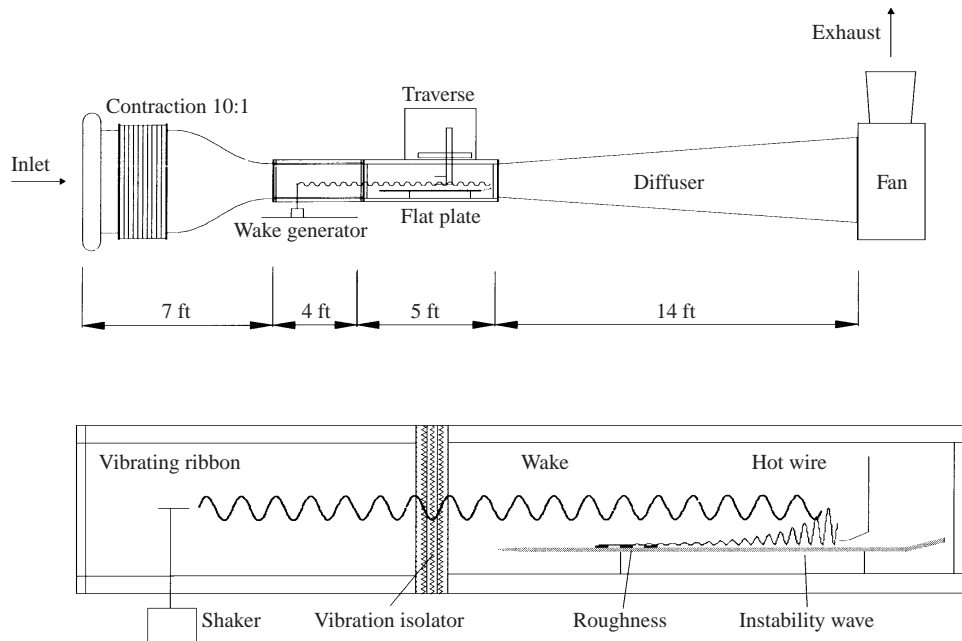 Exhaust
Traverse
Contraction 10:1
Inlet
Diffuser
Fan
Flat plate
Wake generator
7 ft
4 ft
5 ft
14 ft
Vibrating ribbon
Wake
Hot wire
Shaker
Vibration isolator
Roughness
Instability wave